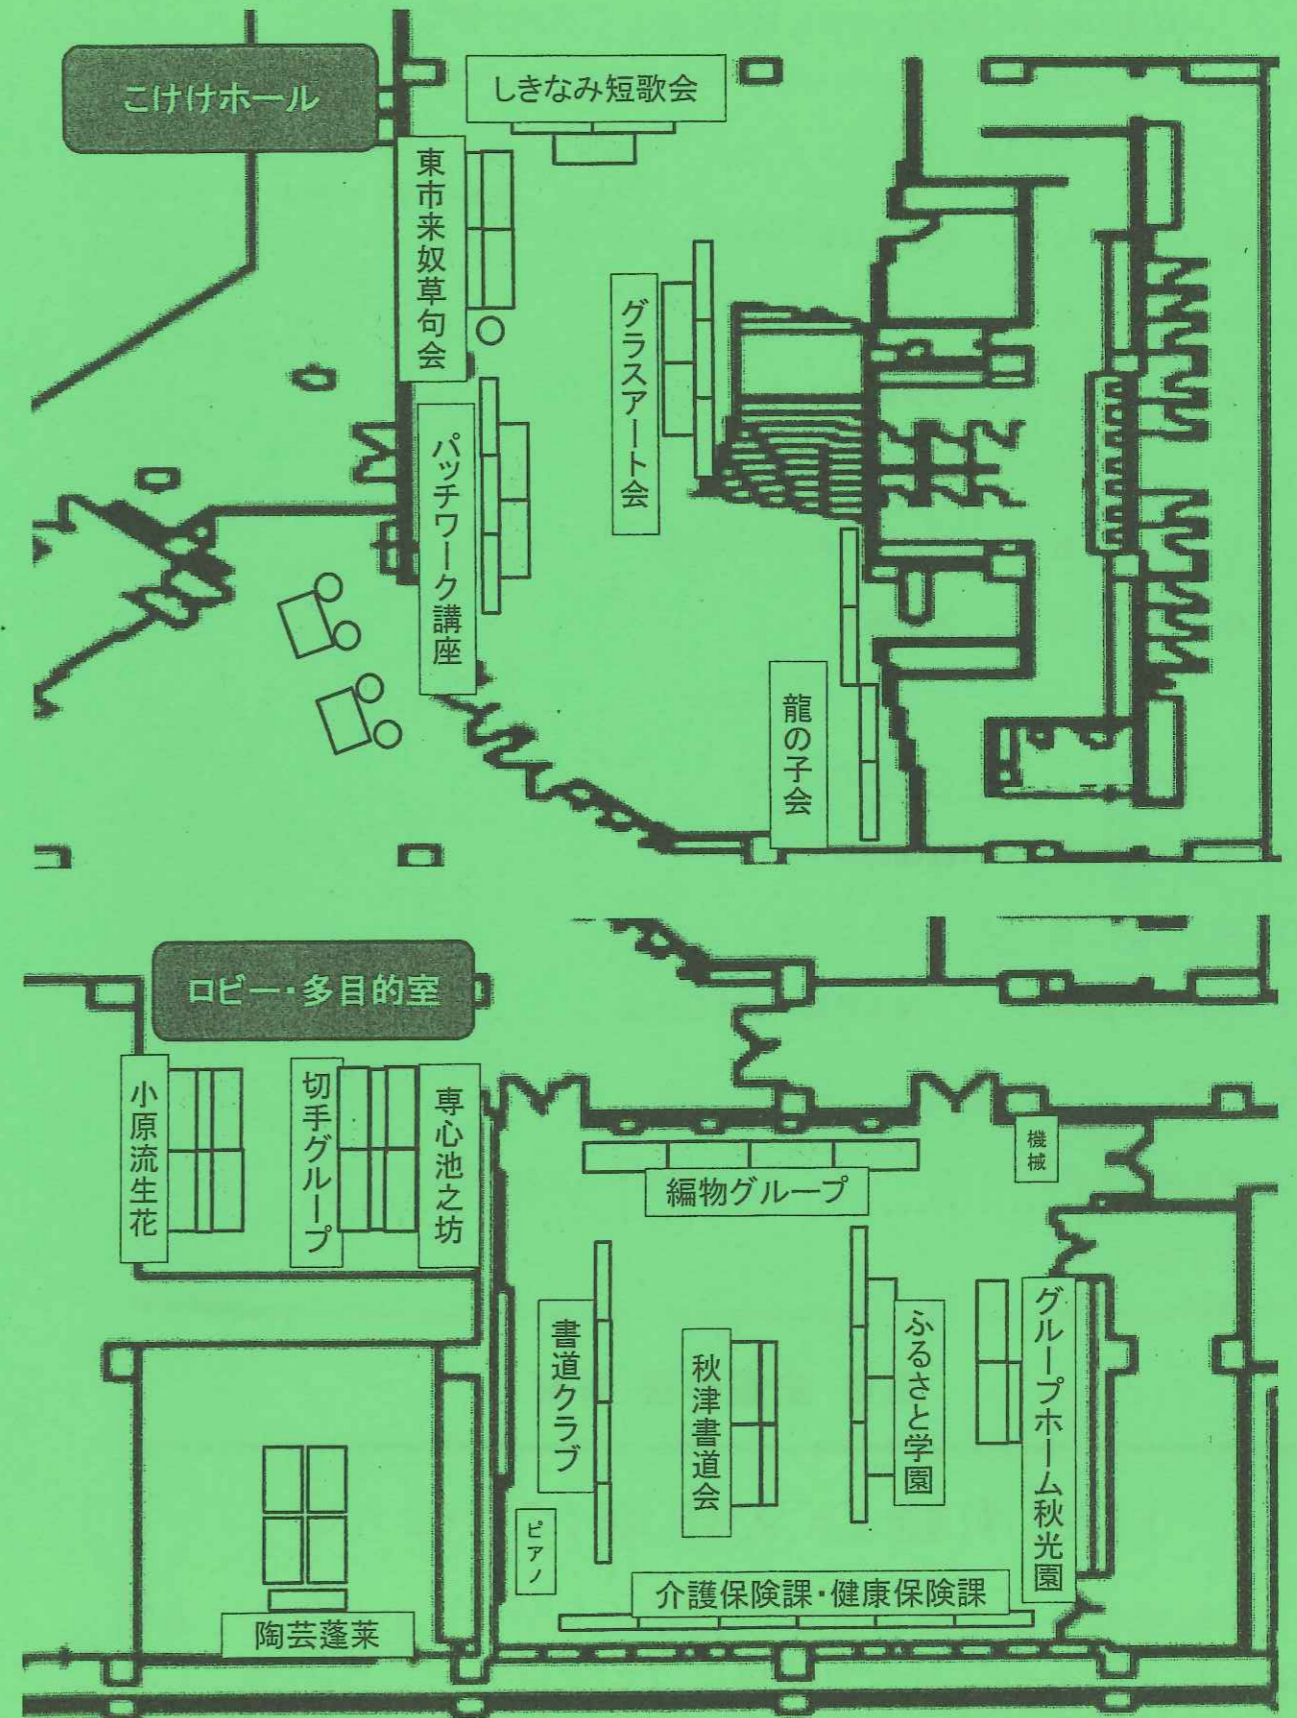 こけけホール
しきなみ短歌会
東市来奴草句会
グラスアート会
パッチワーク講座
龍の子会
ロビー・多目的室
小原流生花
切手グループ
専心池之坊
編物グループ
機械
書道クラブ
秋津書道会
ふるさと学園
グループホーム秋光園
ピアノ
介護保険課・健康保険課
陶芸蓬莱